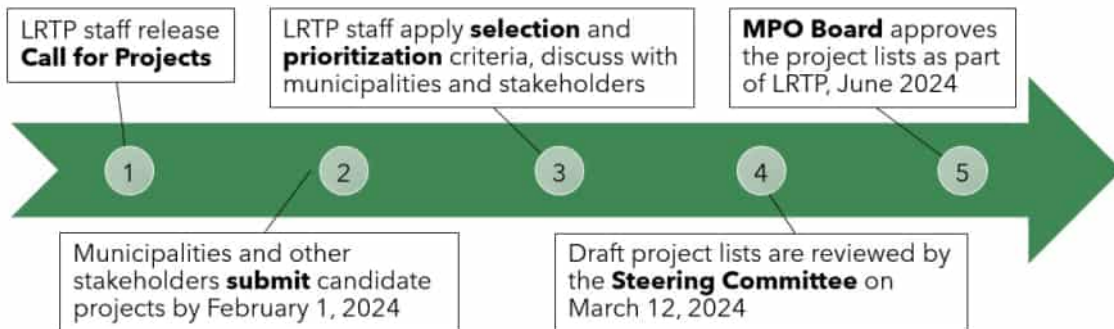 LRTP staff release
Call for Projects
LRTP staff apply selection and
prioritization criteria, discuss with
municipalities and stakeholders
MPO Board approves
the project lists as part
of LRTP, June 2024
1
2
3
4
5
Municipalities and other
stakeholders submit candidate
projects by February 1, 2024
Draft project lists are reviewed by
the Steering Committee on
March 12, 2024